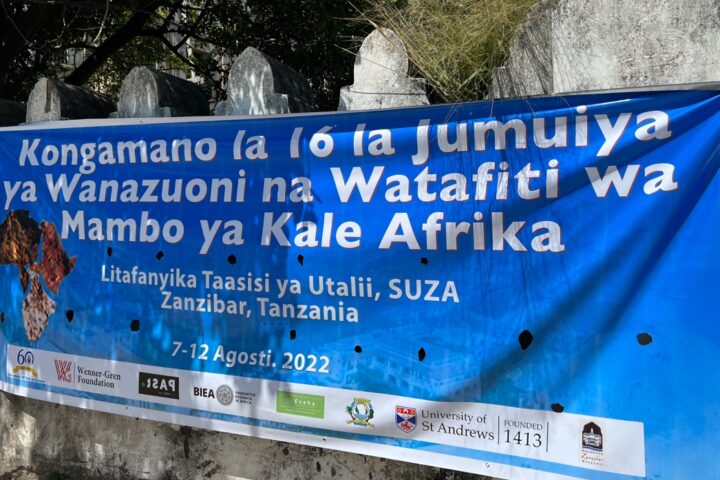 Kongamano la 16 la Jumuiya
ya Wanazuoni na Watafiti wa
Mambo ya Kale Afrika
Litafanyika Taasisi ya Utalii, SUZA
Zanzibar, Tanzania
7-12 Agosti. 2022
60
Wenner-Gren
Foundation
PAST
BIEA
University of
St Andrews
FOUNDED
1413